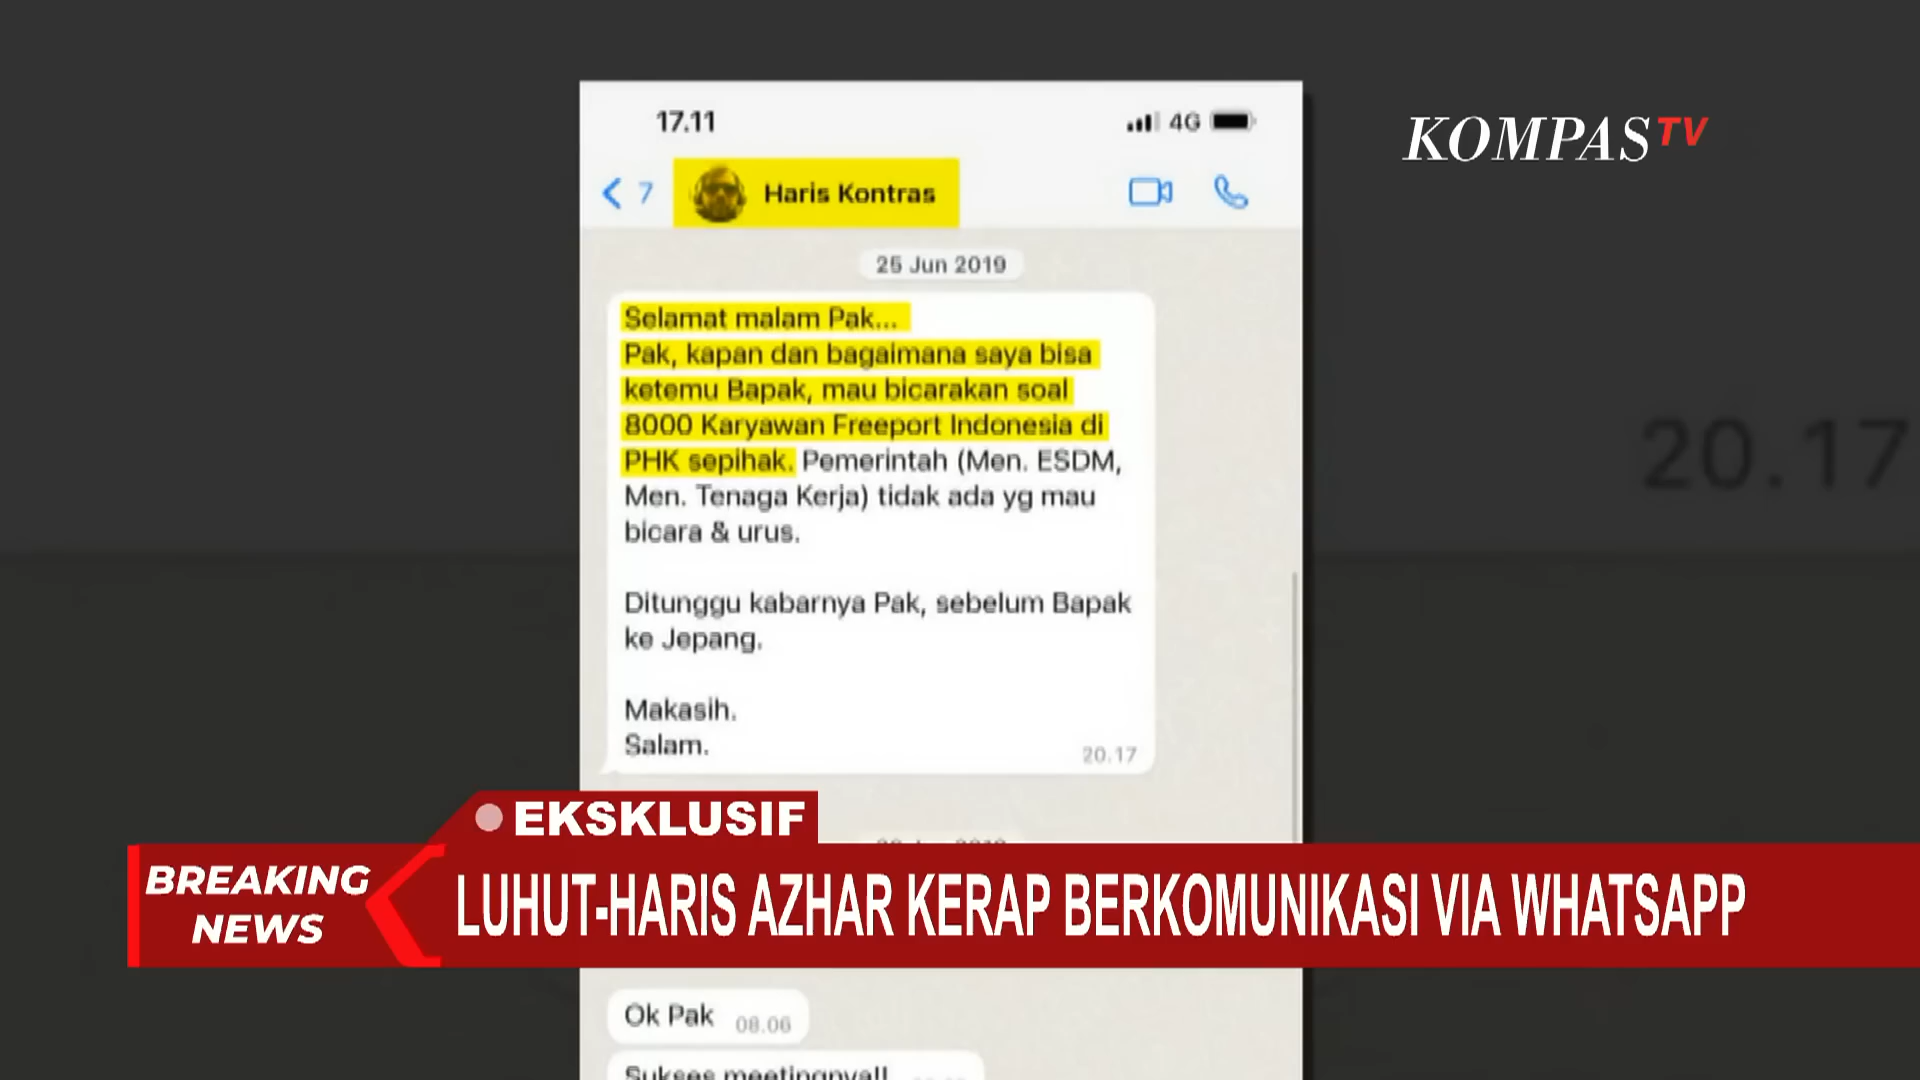 17.11
4G
KOMPAS TV
7
Haris Kontras
25 Jun 2019
Selamat malam Pak...
Pak, kapan dan bagaimana saya bisa
ketemu Bapak, mau bicarakan soal
8000 Karyawan Freeport Indonesia di
PHK sepihak. Pemerintah (Men. ESDM,
Men. Tenaga Kerja) tidak ada yg mau
bicara & urus.
Ditunggu kabarnya Pak, sebelum Bapak
ke Jepang.
Makasih.
Salam.
20.17
20.17
EKSKLUSIF
BREAKING
NEWS
LUHUT-HARIS AZHAR KERAP BERKOMUNIKASI VIA WHATSAPP
Ok Pak
08.06
Sukses meetingnya!!